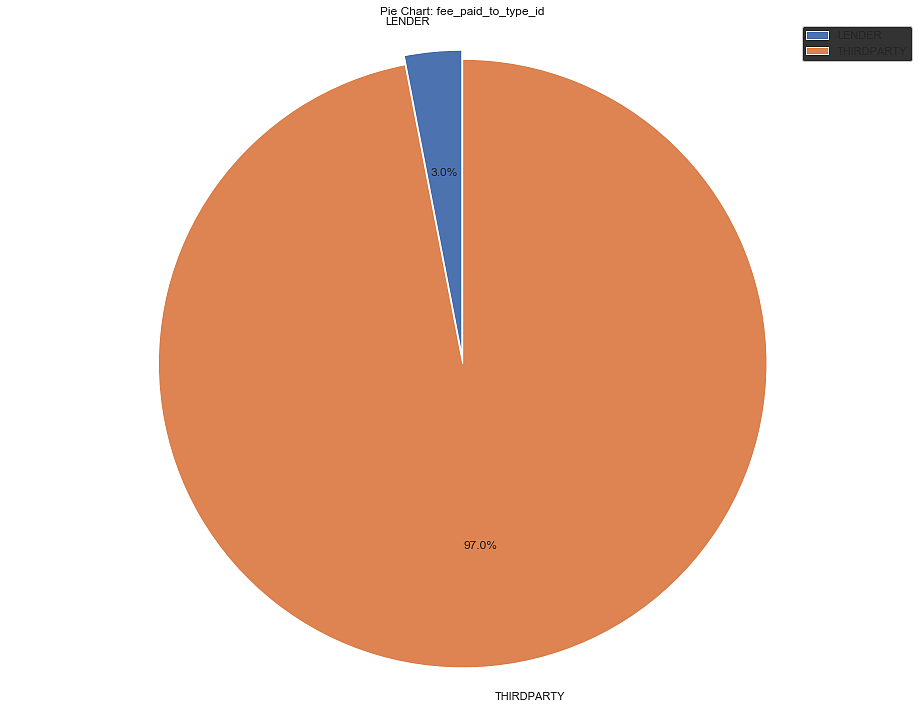 Pie Chart: fee_paid_to_type_id
LENDER
LENDER
THIRDPARTY
3.0%
97.0%
THIRDPARTY